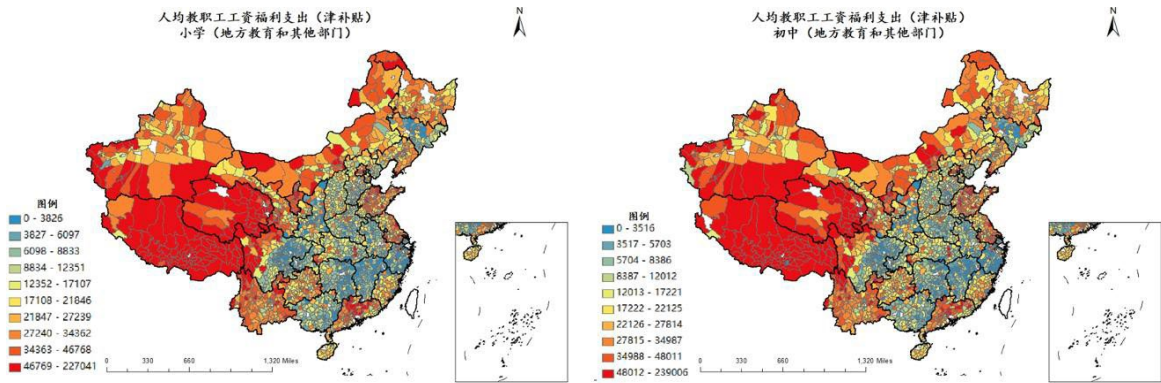 人均教职工工资福利支出（津补贴）
小学（地方教育和其他部门）
N
图例
0 - 3826
3827 - 6097
6098 - 8833
8834 - 12351
12352 - 17107
17108 - 21846
21847 - 27239
27240 - 34362
34363 - 46768
46769 - 227041
0 330 660 1,320 Miles
人均教职工工资福利支出（津补贴）
初中（地方教育和其他部门）
N
图例
0 - 3516
3517 - 5703
5704 - 8386
8387 - 12012
12013 - 17221
17222 - 22125
22126 - 27814
27815 - 34987
34988 - 48011
48012 - 239006
0 330 660 1,320 Miles